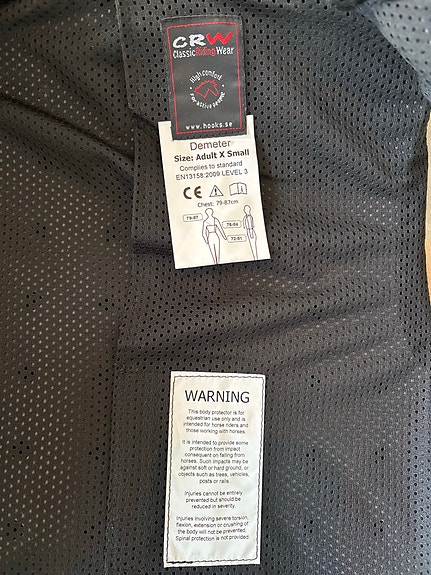 CRW
Classic Riding Wear
High comfort
For active people
www.hooks.se
Demeter®
Size: Adult X Small
Complies to standard
EN13158:2009 LEVEL 3
CE
Chest: 79-87cm
79-87
76-84
72-81
WARNING
This body protector is for
equestrian use only and is
intended for horse riders and
those working with horses.
It is intended to provide some
protection from impact
consequent on falling from
horses. Such impacts may be
against soft or hard ground, or
objects such as trees, vehicles,
posts or rails.
Injuries cannot be entirely
prevented but should be
reduced in severity.
Injuries involving severe torsion,
flexion, extension or crushing of
the body will not be prevented.
Spinal protection is not provided.